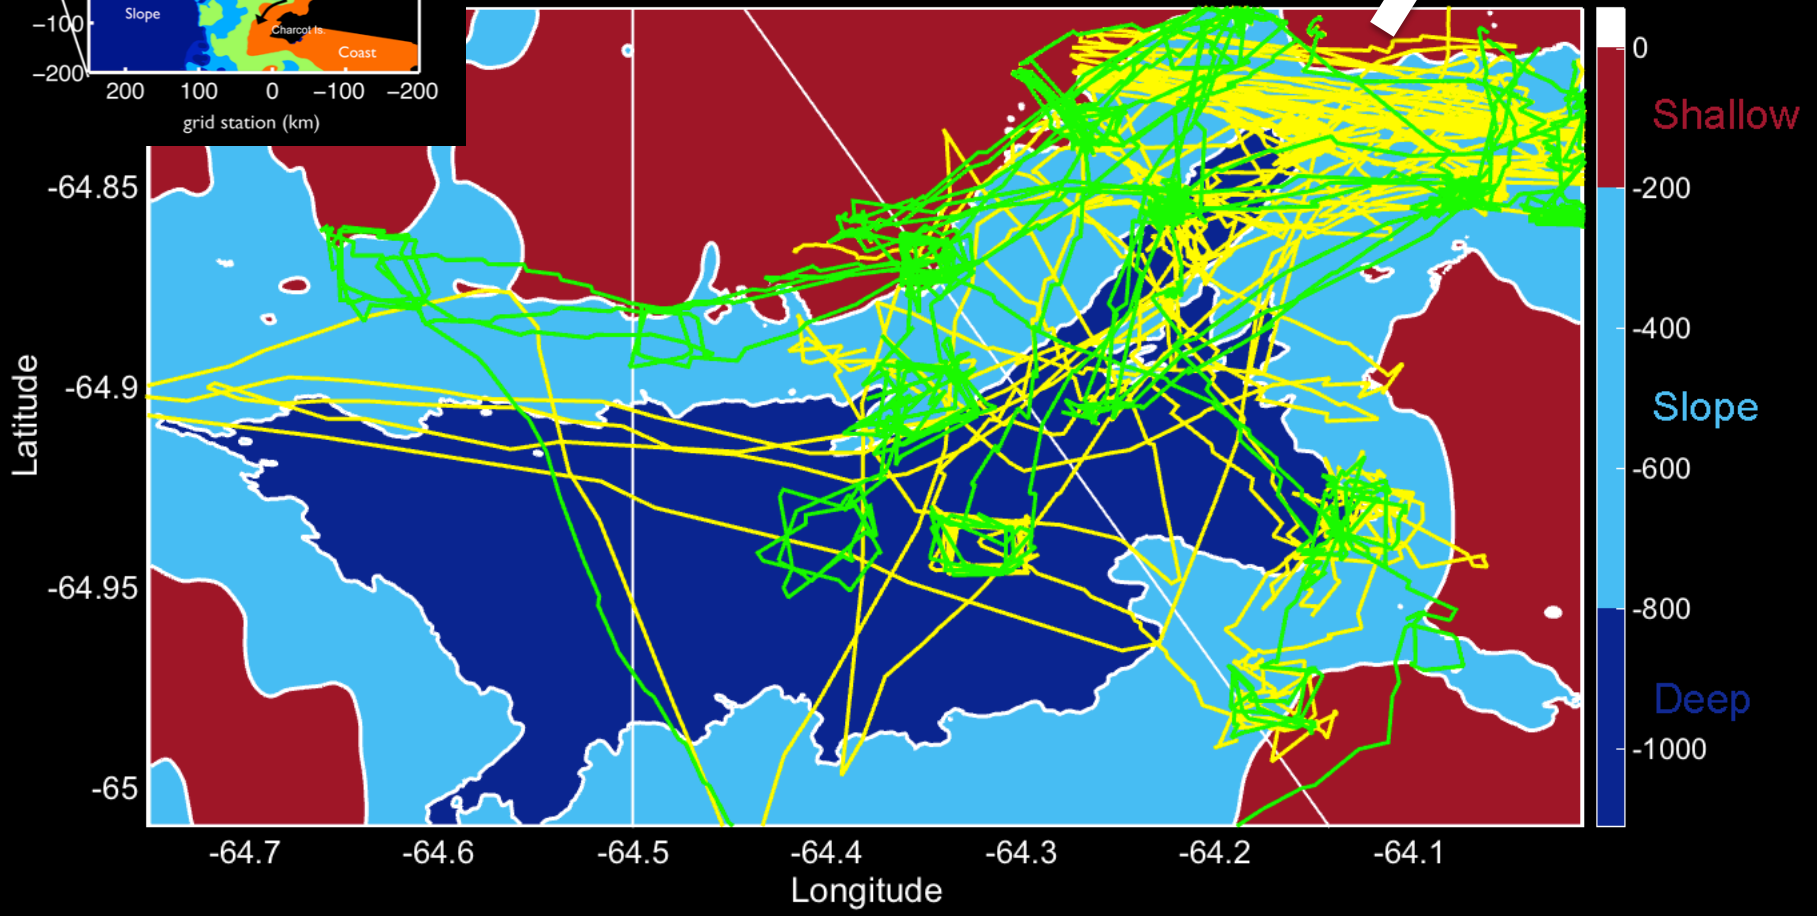 Slope
Charcot Is.
Coast
−100
−200
200 100 0 −100 −200
grid station (km)
Latitude
-64.85
-64.9
-64.95
-65
-64.7 -64.6 -64.5 -64.4 -64.3 -64.2 -64.1
Longitude
0
-200
-400
-600
-800
-1000
Shallow
Slope
Deep